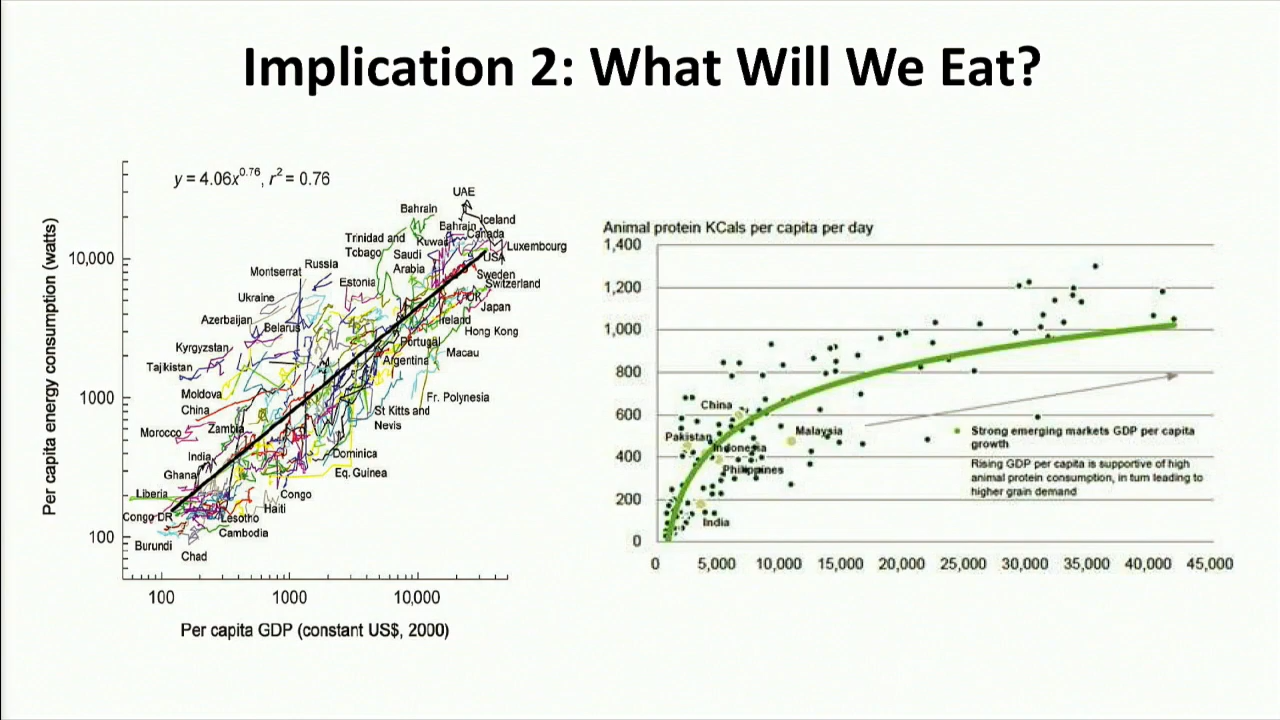 Implication 2: What Will We Eat?
y = 4.06x^0.76, r^2 = 0.76
Per capita energy consumption (watts)
10,000
1000
100
100
1000
10,000
Per capita GDP (constant US$, 2000)
UAE
Bahrain
Iceland
Bahrain
Canada
Trinidad and
Tobago
Kuwait
Luxembourg
Saudi
Arabia
USA
Russia
Montserrat
Sweden
Estonia
Switzerland
Ukraine
UK
Japan
Azerbaijan
Belarus
Ireland
Hong Kong
Kyrgyzstan
Portugal
Macau
Tajikistan
Argentina
Moldova
Fr. Polynesia
China
St Kitts and
Nevis
Morocco
Zambia
India
Dominica
Ghana
Eq. Guinea
Liberia
Congo
Haiti
Congo DR
Lesotho
Cambodia
Burundi
Chad
Animal protein KCals per capita per day
1,400
1,200
1,000
800
600
400
200
0
0
5,000
10,000
15,000
20,000
25,000
30,000
35,000
40,000
45,000
China
Pakistan
Indonesia
Malaysia
Philippines
India
Strong emerging markets GDP per capita
growth
Rising GDP per capita is supportive of high
animal protein consumption, in turn leading to
higher grain demand